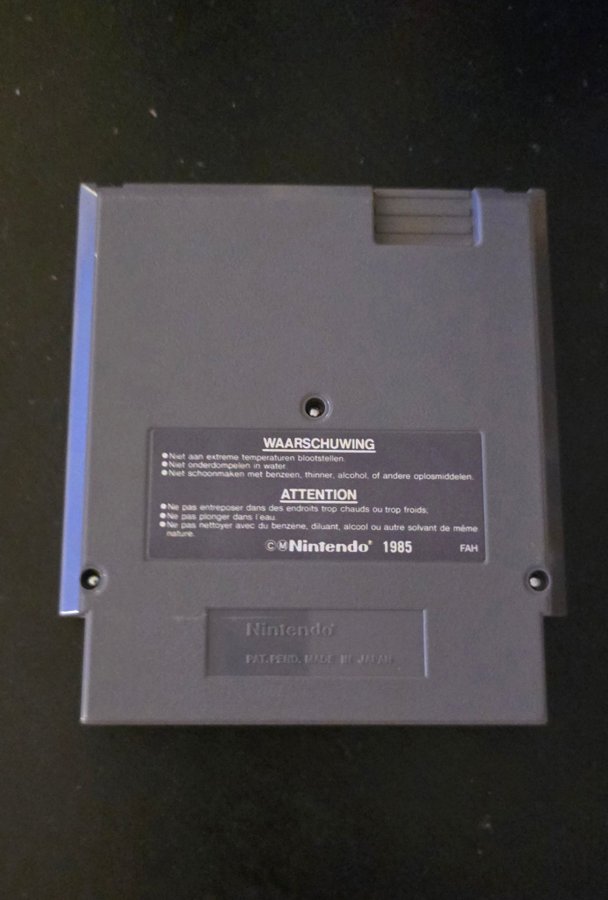 WAARSCHUWING
●Niet aan extreme temperaturen blootstellen.
●Niet onderdompelen in water.
●Niet schoonmaken met benzeen, thinner, alcohol, of andere oplosmiddelen.
ATTENTION
●Ne pas entreposer dans des endroits trop chauds ou trop froids;
●Ne pas plonger dans l'eau.
●Ne pas nettoyer avec du benzene, diluant, alcool ou autre solvant de même
nature.
©ⓂNintendo® 1985 FAH
Nintendo®
PAT.PEND. MADE IN JAPAN